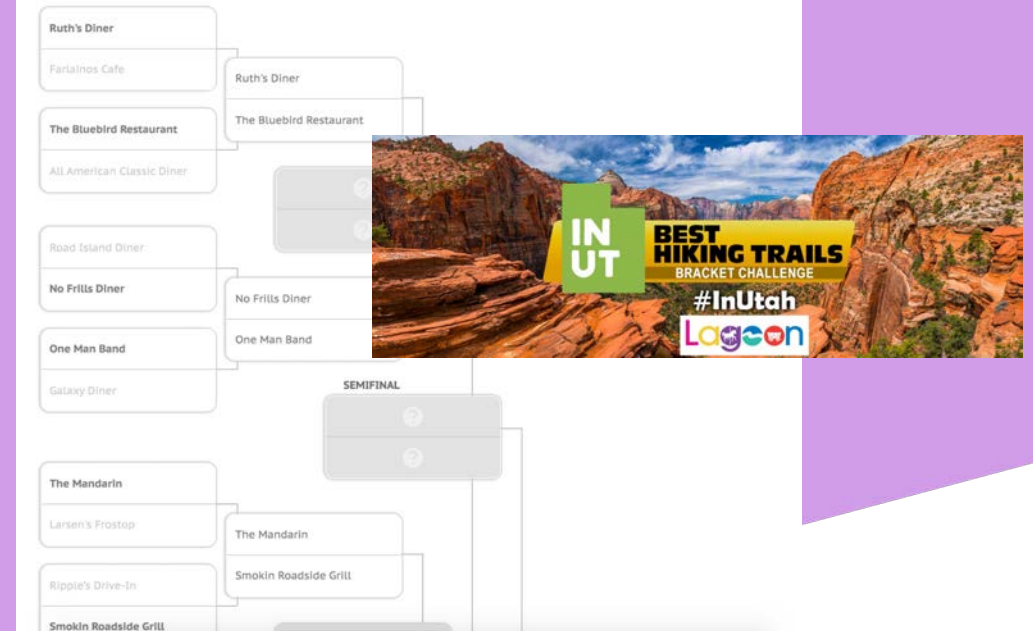 Ruth's Diner
Farlainos Cafe
Ruth's Diner
The Bluebird Restaurant
The Bluebird Restaurant
All American Classic Diner
?
?
IN
UT
BEST
HIKING TRAILS
BRACKET CHALLENGE
#InUtah
Lagoon
Road Island Diner
No Frills Diner
No Frills Diner
One Man Band
One Man Band
Galaxy Diner
SEMIFINAL
?
?
The Mandarin
Larsen's Frostop
The Mandarin
Smokin Roadside Grill
Ripple's Drive-In
Smokin Roadside Grill